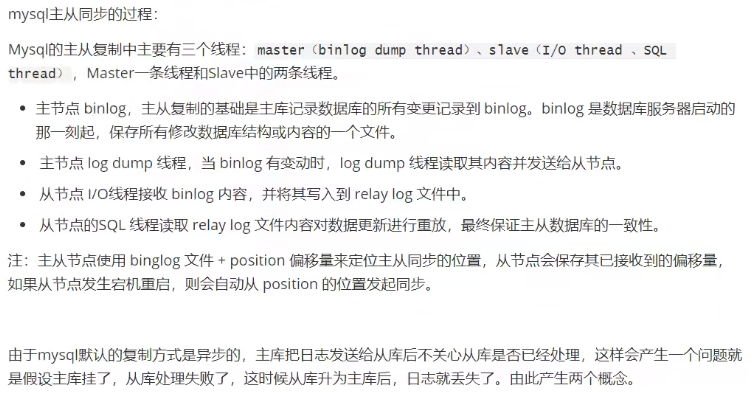 mysql主从同步的过程：
Mysql的主从复制中主要有三个线程：master（binlog dump thread）、slave（I/O thread 、SQL
thread），Master一条线程和Slave中的两条线程。
主节点 binlog，主从复制的基础是主库记录数据库的所有变更记录到 binlog。binlog 是数据库服务器启动的
那一刻起，保存所有修改数据库结构或内容的一个文件。
主节点 log dump 线程，当 binlog 有变动时，log dump 线程读取其内容并发送给从节点。
从节点 I/O线程接收 binlog 内容，并将其写入到 relay log 文件中。
从节点的SQL 线程读取 relay log 文件内容对数据更新进行重放，最终保证主从数据库的一致性。
注：主从节点使用 binglog 文件 + position 偏移量来定位主从同步的位置，从节点会保存其已接收到的偏移量，
如果从节点发生宕机重启，则会自动从 position 的位置发起同步。
由于mysql默认的复制方式是异步的，主库把日志发送给从库后不关心从库是否已经处理，这样会产生一个问题就
是假设主库挂了，从库处理失败了，这时候从库升为主库后，日志就丢失了。由此产生两个概念。